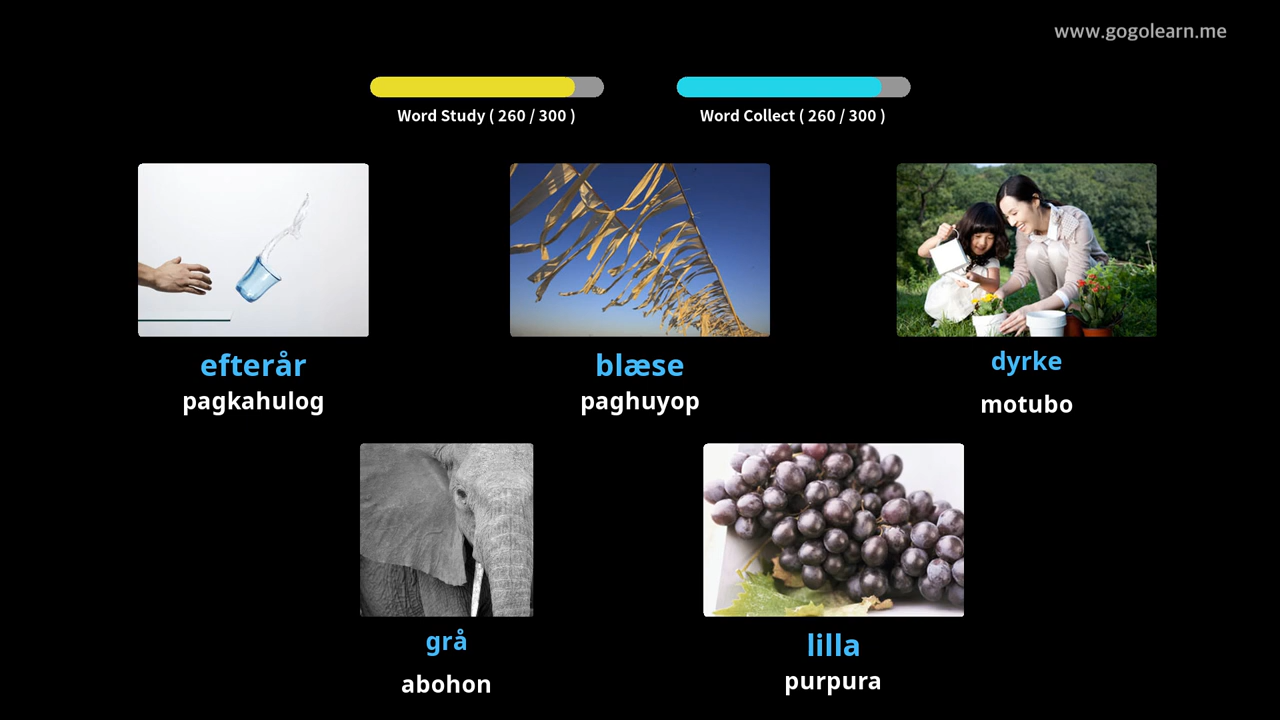 www.gogolearn.me
Word Study ( 260 / 300 )
Word Collect ( 260 / 300 )
efterår
pagkahulog
blæse
paghuyop
dyrke
motubo
grå
abohon
lilla
purpura